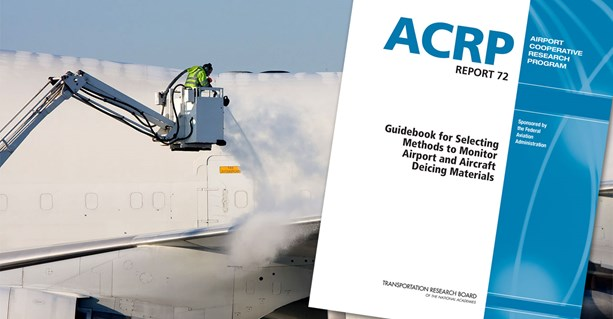 ACRP
REPORT 72
AIRPORT
COOPERATIVE
RESEARCH
PROGRAM
Sponsored by
the Federal
Aviation
Administration
Guidebook for Selecting
Methods to Monitor
Airport and Aircraft
Deicing Materials
TRANSPORTATION RESEARCH BOARD
OF THE NATIONAL ACADEMIES